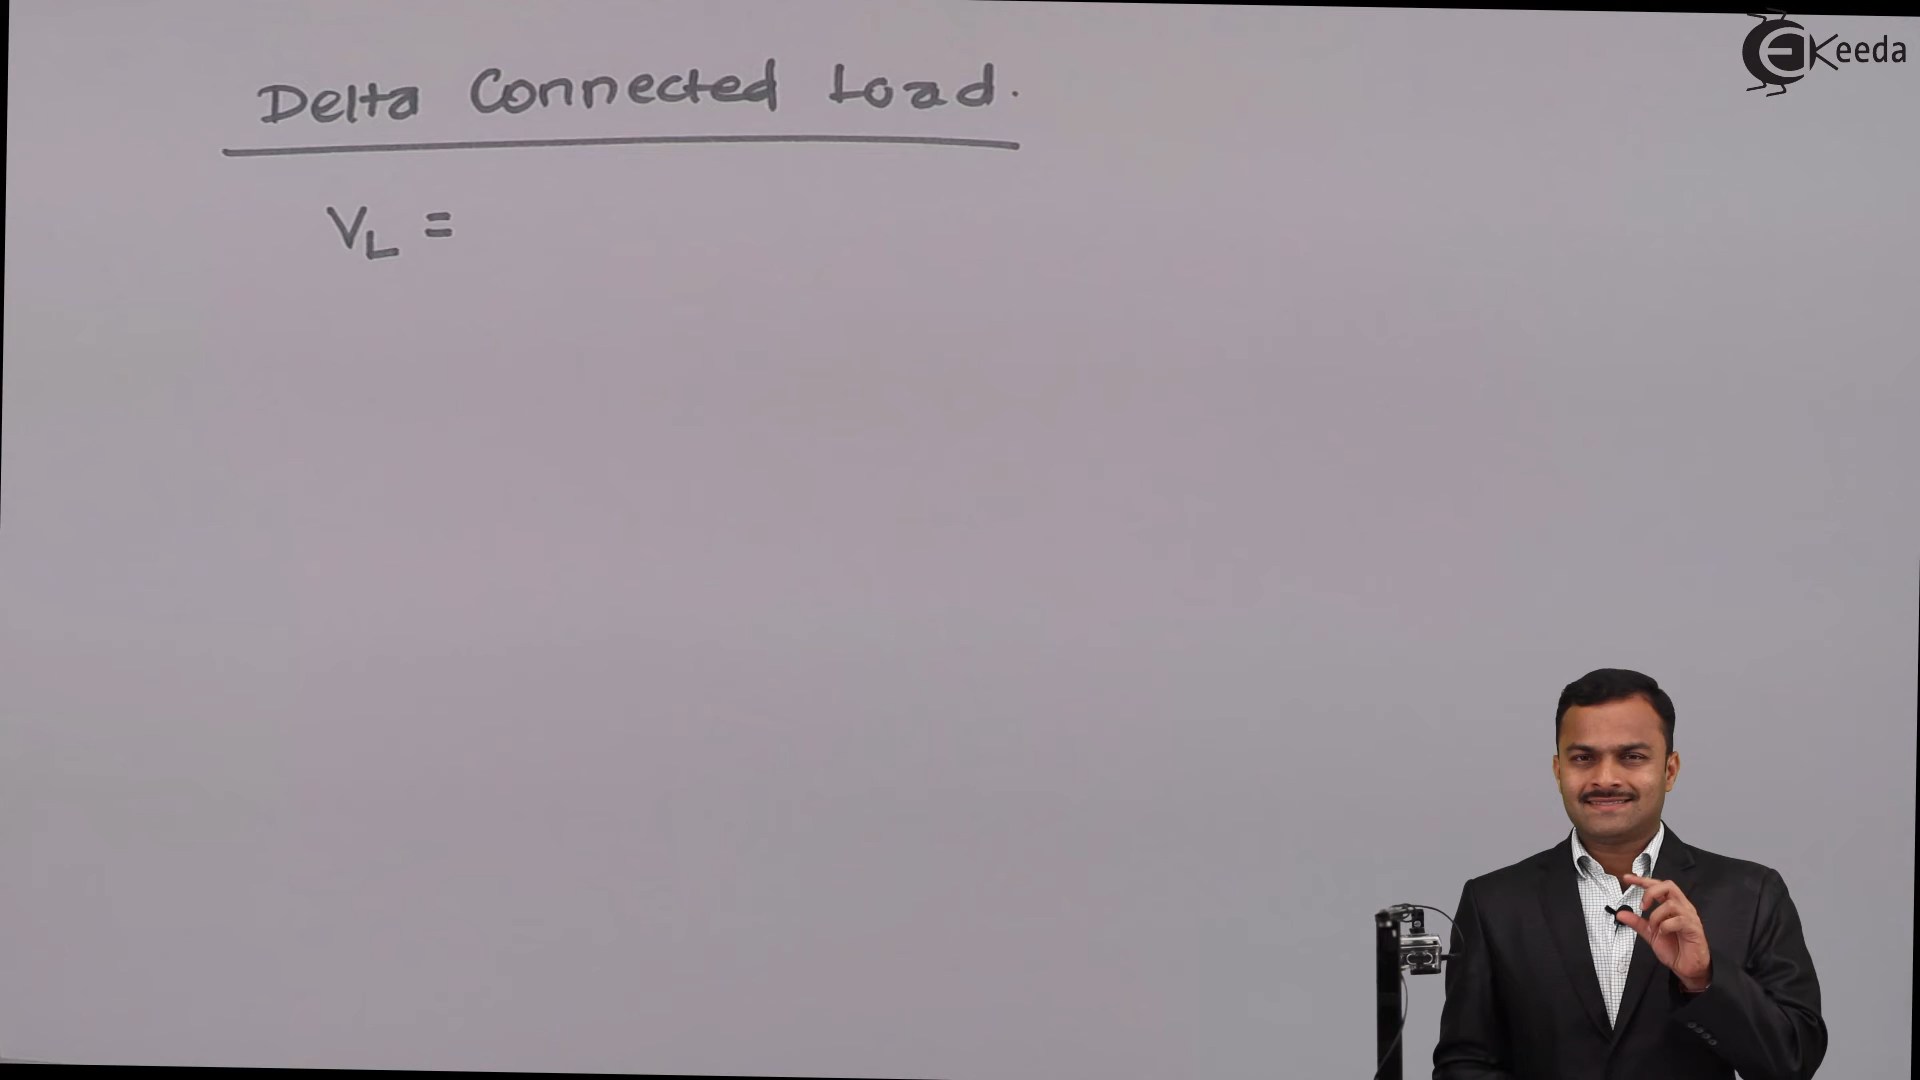 Delta Connected Load.
V_L =
EKeeda